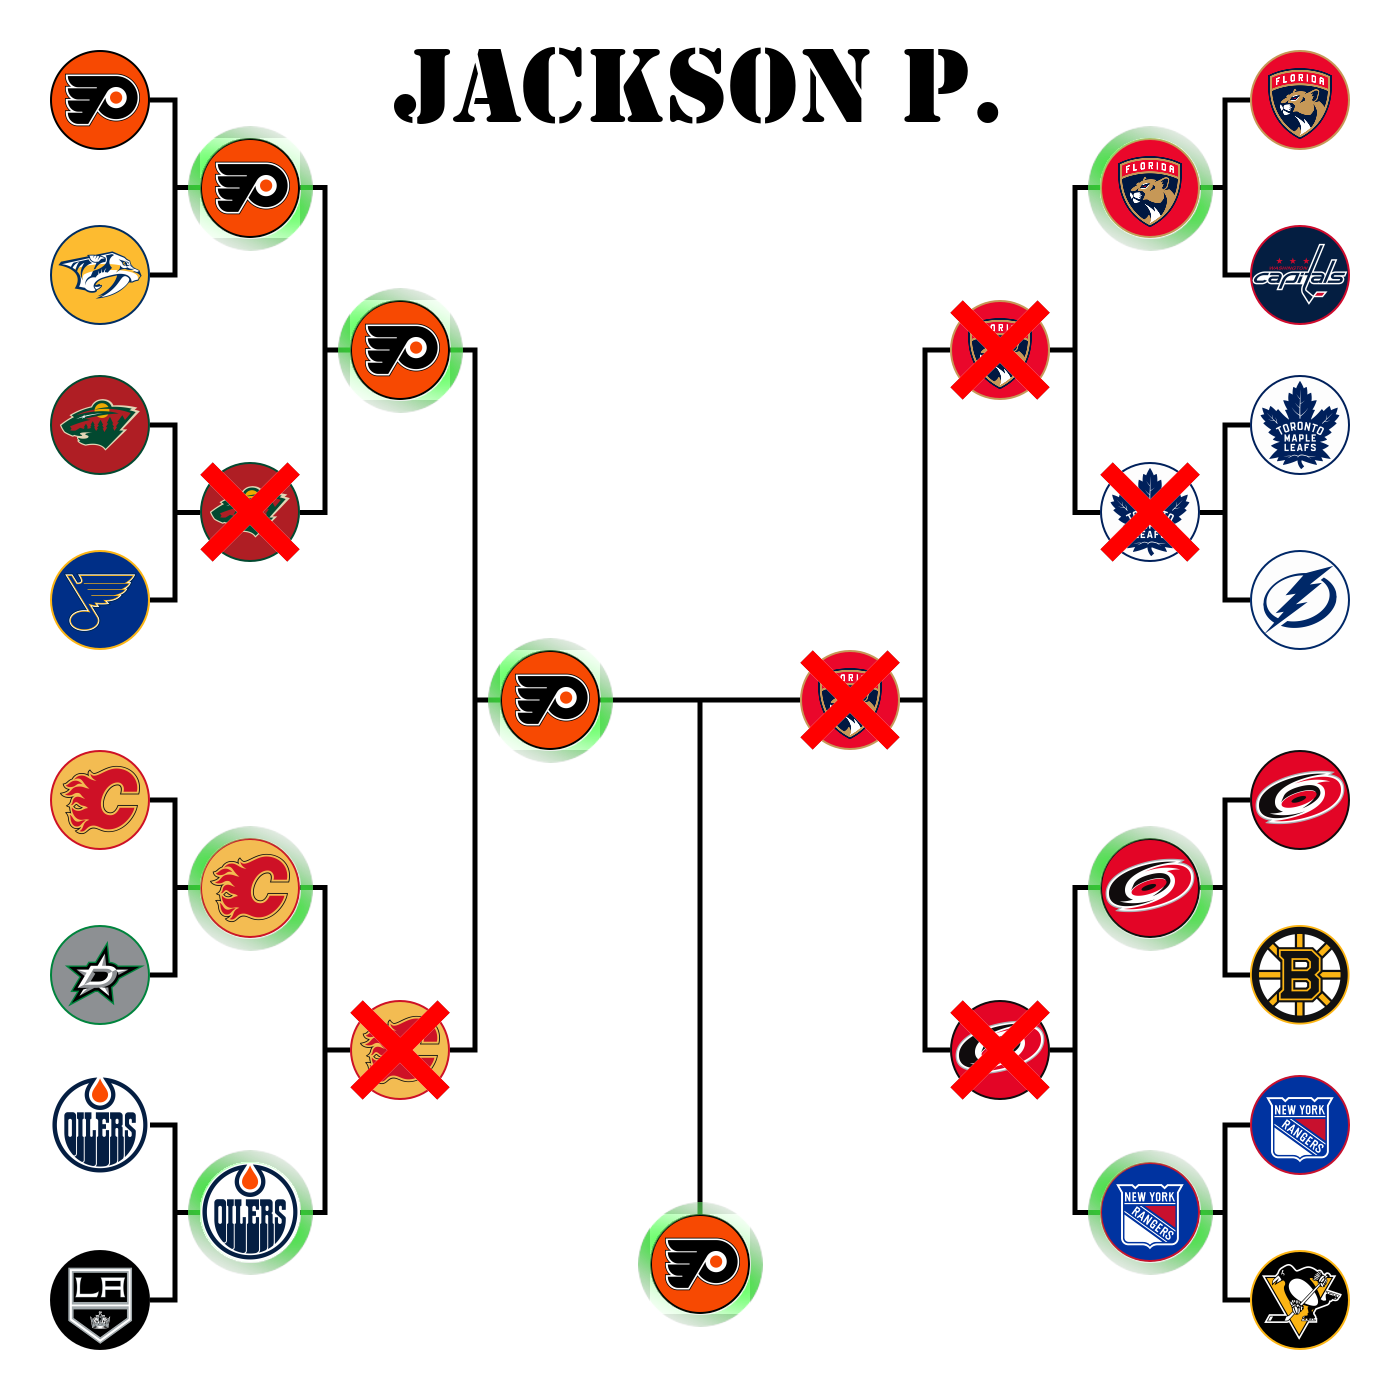 JACKSON P.
FLORIDA
FLORIDA
capitals
TORONTO
MAPLE
LEAFS
B
NEW YORK
RANGERS
NEW YORK
RANGERS
C
C
D
OILERS
OILERS
LA